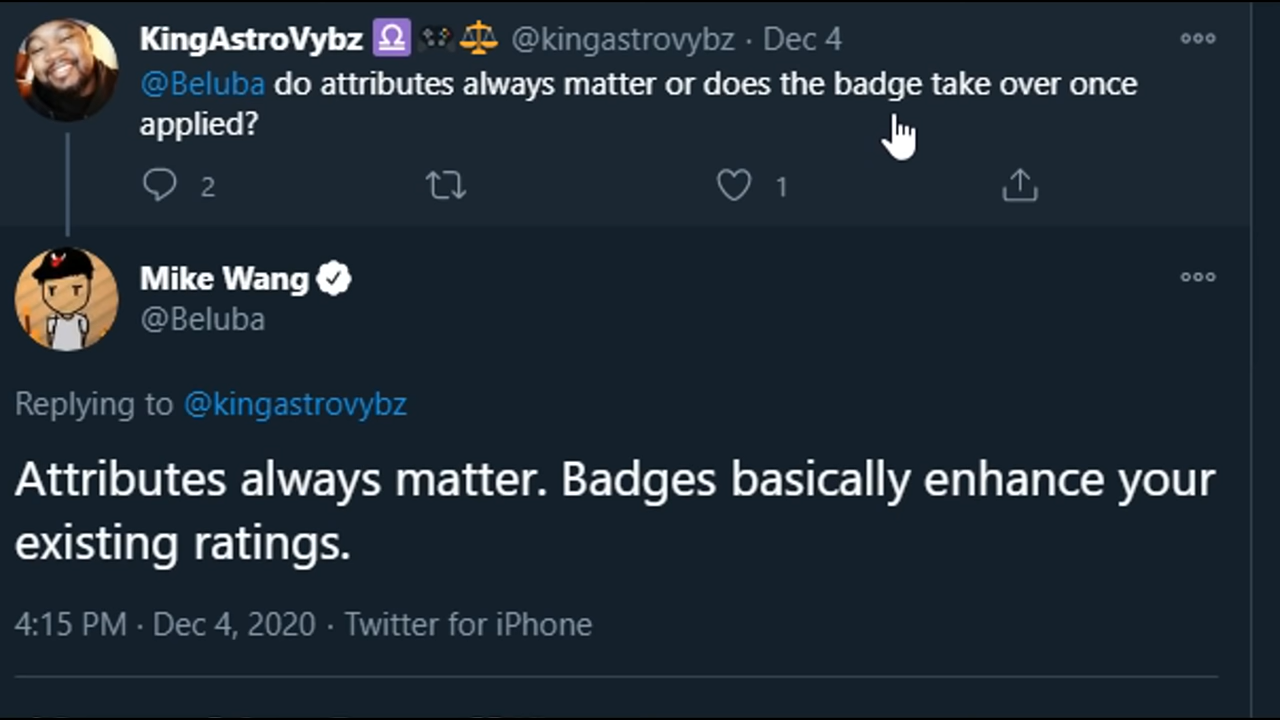 KingAstroVybz ♎ 🎮 ⚖ @kingastrovybz · Dec 4
@Beluba do attributes always matter or does the badge take over once
applied?
2 1
Mike Wang
@Beluba
Replying to @kingastrovybz
Attributes always matter. Badges basically enhance your
existing ratings.
4:15 PM · Dec 4, 2020 · Twitter for iPhone